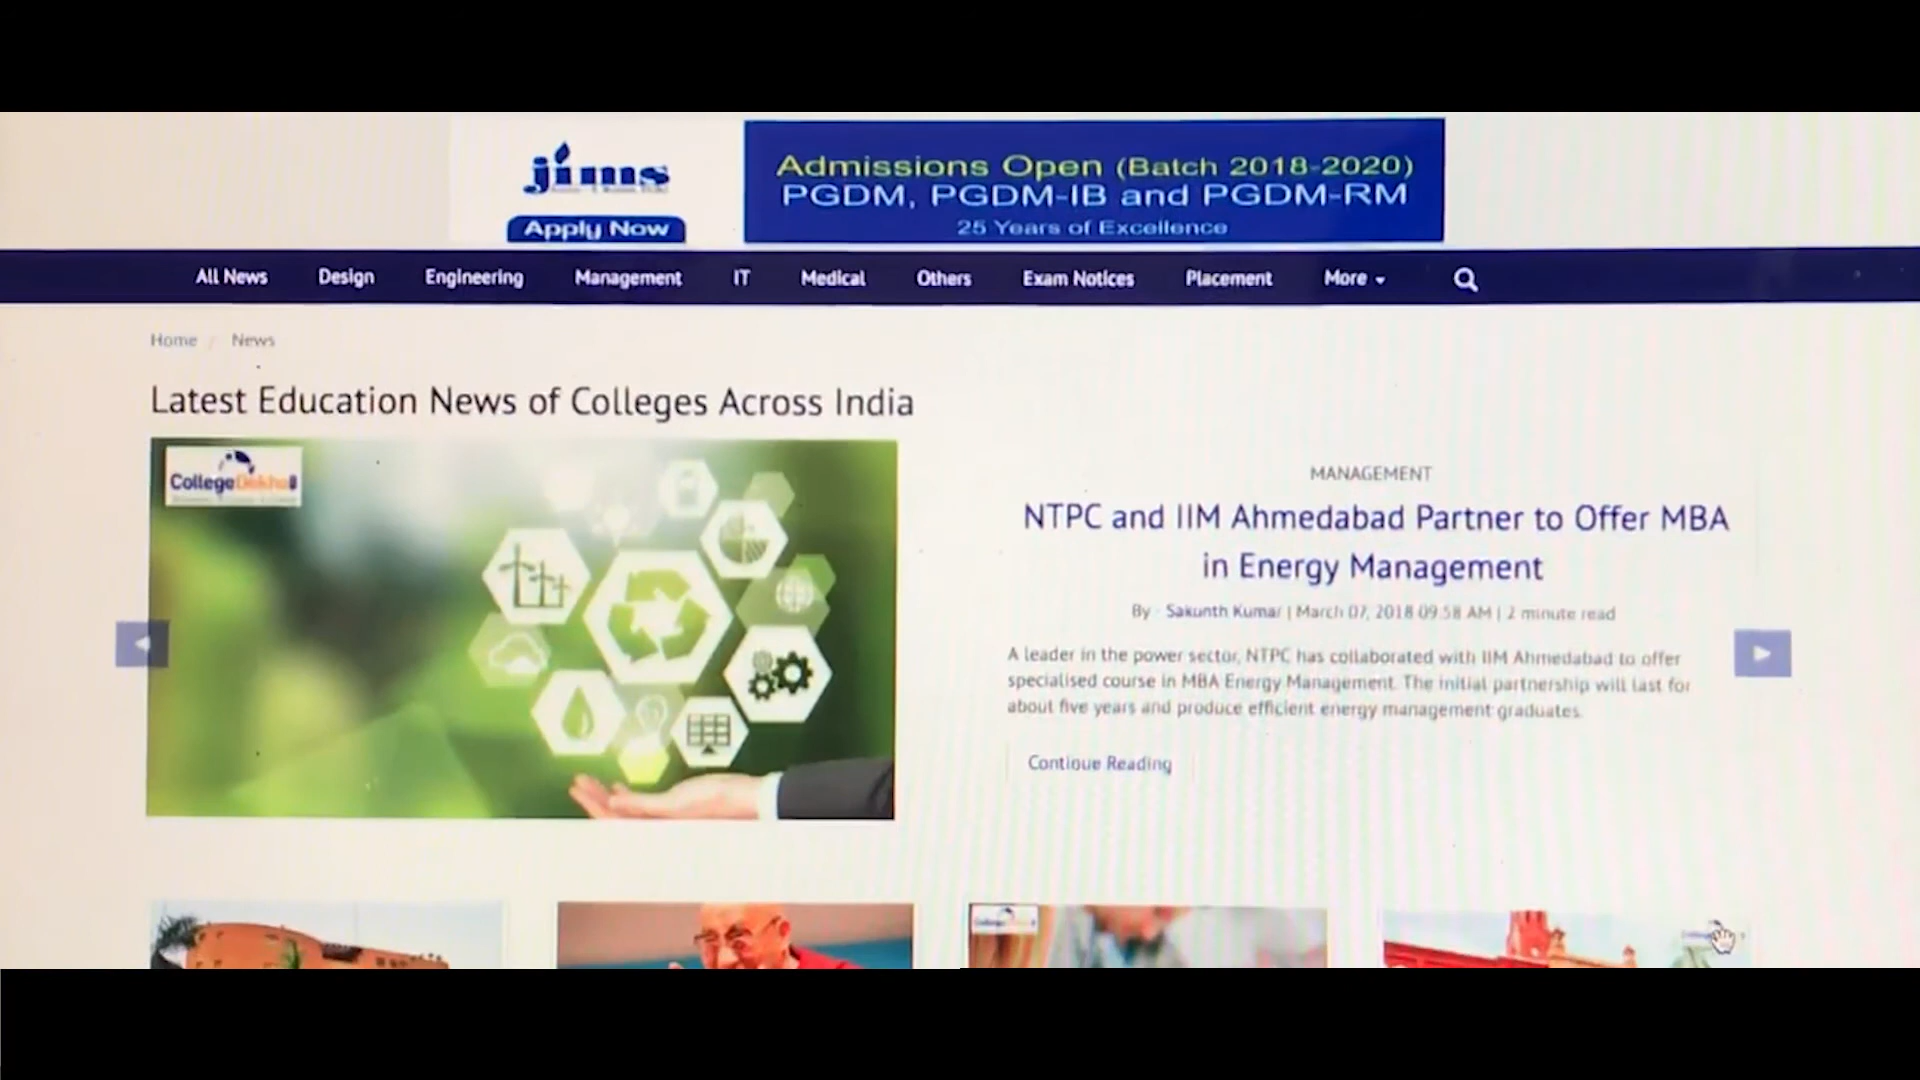 jims
Apply Now
Admissions Open (Batch 2018-2020)
PGDM, PGDM-IB and PGDM-RM
25 Years of Excellence
All News Design Engineering Management IT Medical Others Exam Notices Placement More
Home / News
Latest Education News of Colleges Across India
CollegeDekho
MANAGEMENT
NTPC and IIM Ahmedabad Partner to Offer MBA
in Energy Management
By - Sakunth Kumar | March 07, 2018 09:58 AM | 2 minute read
A leader in the power sector, NTPC has collaborated with IIM Ahmedabad to offer
specialised course in MBA Energy Management. The initial partnership will last for
about five years and produce efficient energy management graduates.
Continue Reading